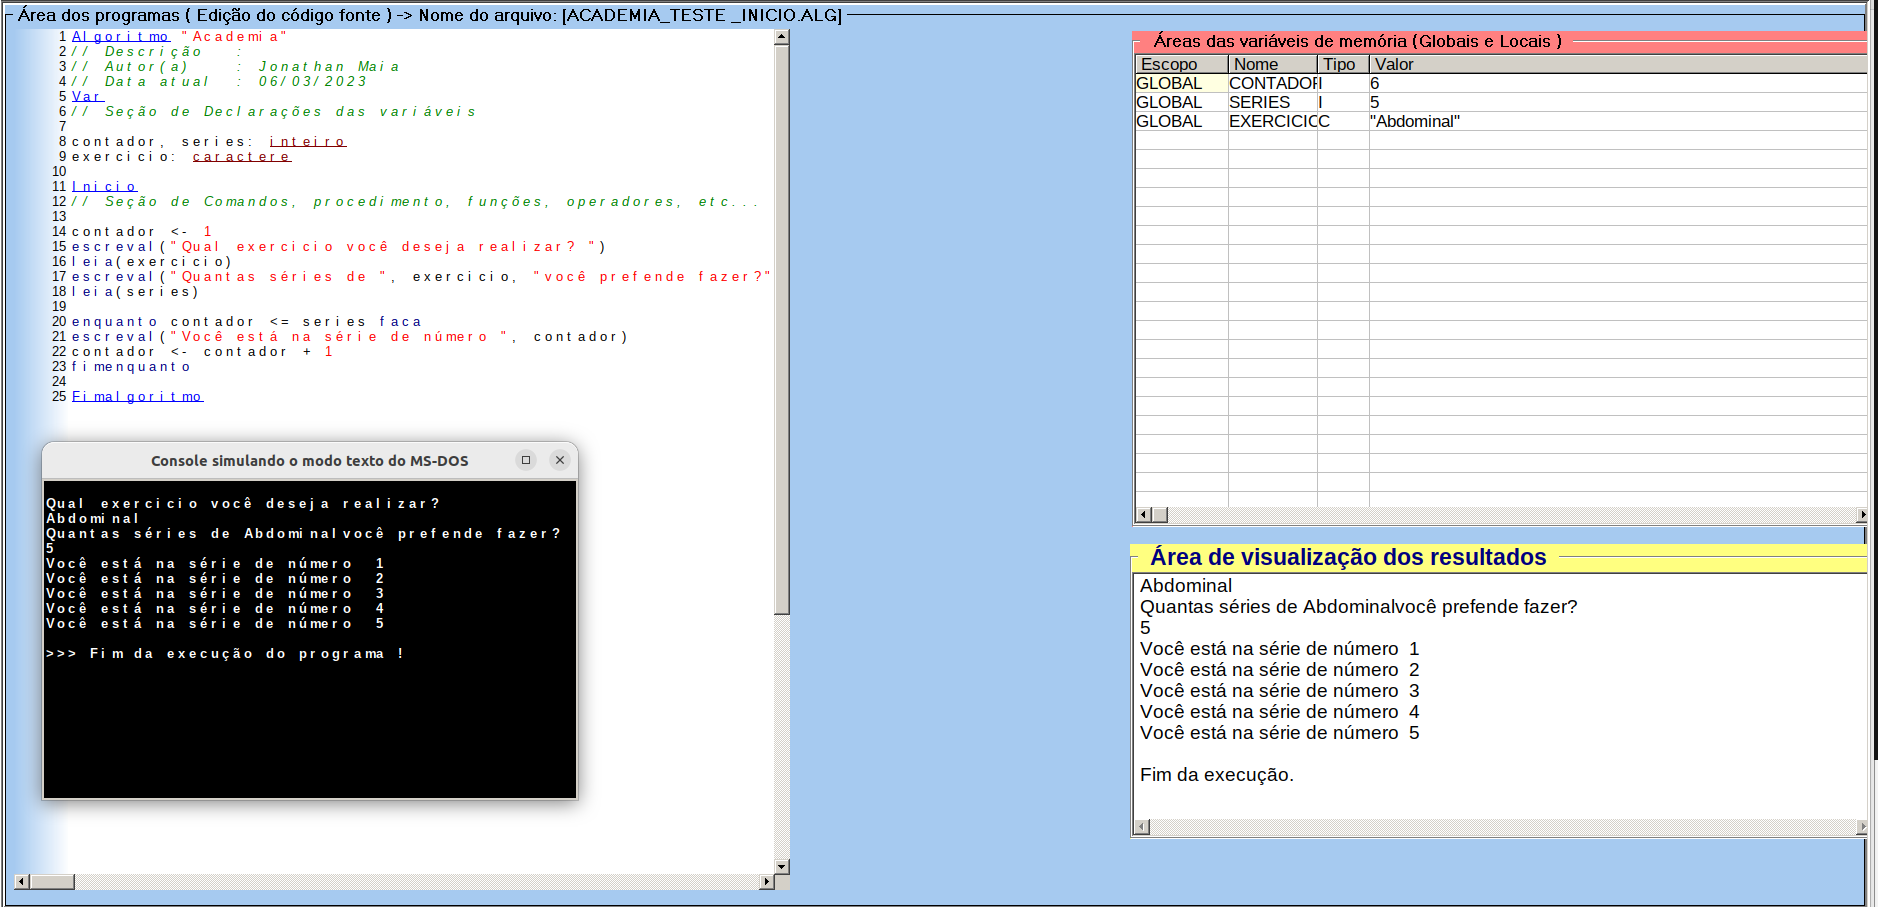 Área dos programas ( Edição do código fonte ) -> Nome do arquivo: [ACADEMIA_TESTE _INICIO.ALG]
1 Algoritmo "Academia"
2 // Descrição   :
3 // Autor(a)    : Jonathan Maia
4 // Data atual  : 06/03/2023
5 Var
6 // Seção de Declarações das variáveis
7
8 contador, series: inteiro
9 exercicio: caractere
10
11 Inicio
12 // Seção de Comandos, procedimento, funções, operadores, etc...
13
14 contador <- 1
15 escreval("Qual exercicio você deseja realizar? ")
16 leia(exercicio)
17 escreval("Quantas séries de ", exercicio, "você prefende fazer?"
18 leia(series)
19
20 enquanto contador <= series faca
21 escreval("Você está na série de número ", contador)
22 contador <- contador + 1
23 fimenquanto
24
25 Fimalgoritmo
Console simulando o modo texto do MS-DOS
Qual exercicio você deseja realizar?
Abdominal
Quantas séries de Abdominalvocê prefende fazer?
5
Você está na série de número  1
Você está na série de número  2
Você está na série de número  3
Você está na série de número  4
Você está na série de número  5
>>> Fim da execução do programa !
Áreas das variáveis de memória (Globais e Locais )
Escopo Nome Tipo Valor
GLOBAL CONTADOR I 6
GLOBAL SERIES I 5
GLOBAL EXERCICIO C "Abdominal"
Área de visualização dos resultados
Abdominal
Quantas séries de Abdominalvocê prefende fazer?
5
Você está na série de número  1
Você está na série de número  2
Você está na série de número  3
Você está na série de número  4
Você está na série de número  5
Fim da execução.